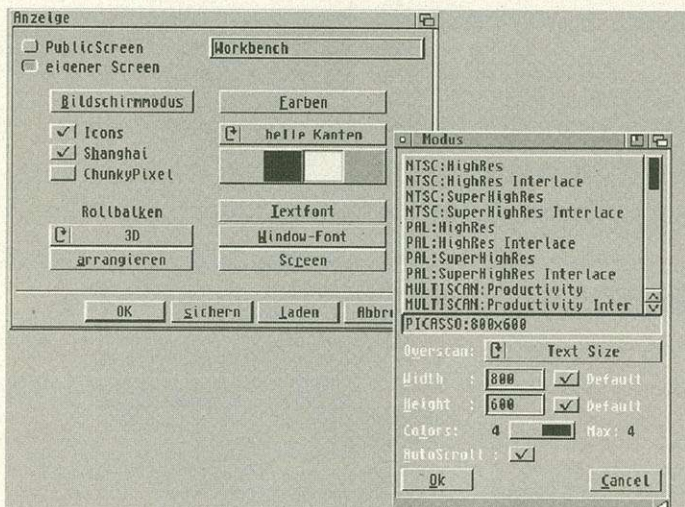 Anzeige
PublicScreen
Workbench
eigener Screen
Bildschirmmodus
Farben
Icons
helle Kanten
Shanghai
ChunkyPixel
Rollbalken
Textfont
3D
Window-Font
arrangieren
Screen
OK
sichern
Laden
Abbr
Modus
NTSC:HighRes
NTSC:HighRes Interlace
NTSC:SuperHighRes
NTSC:SuperHighRes Interlace
PAL:HighRes
PAL:HighRes Interlace
PAL:SuperHighRes
PAL:SuperHighRes Interlace
MULTISCAN:Productivity
MULTISCAN:Productivity Inter
PICASSO:800x600
Overscan: Text Size
Width : 800 Default
Height : 600 Default
Colors: 4 Max: 4
AutoScroll :
Ok
Cancel